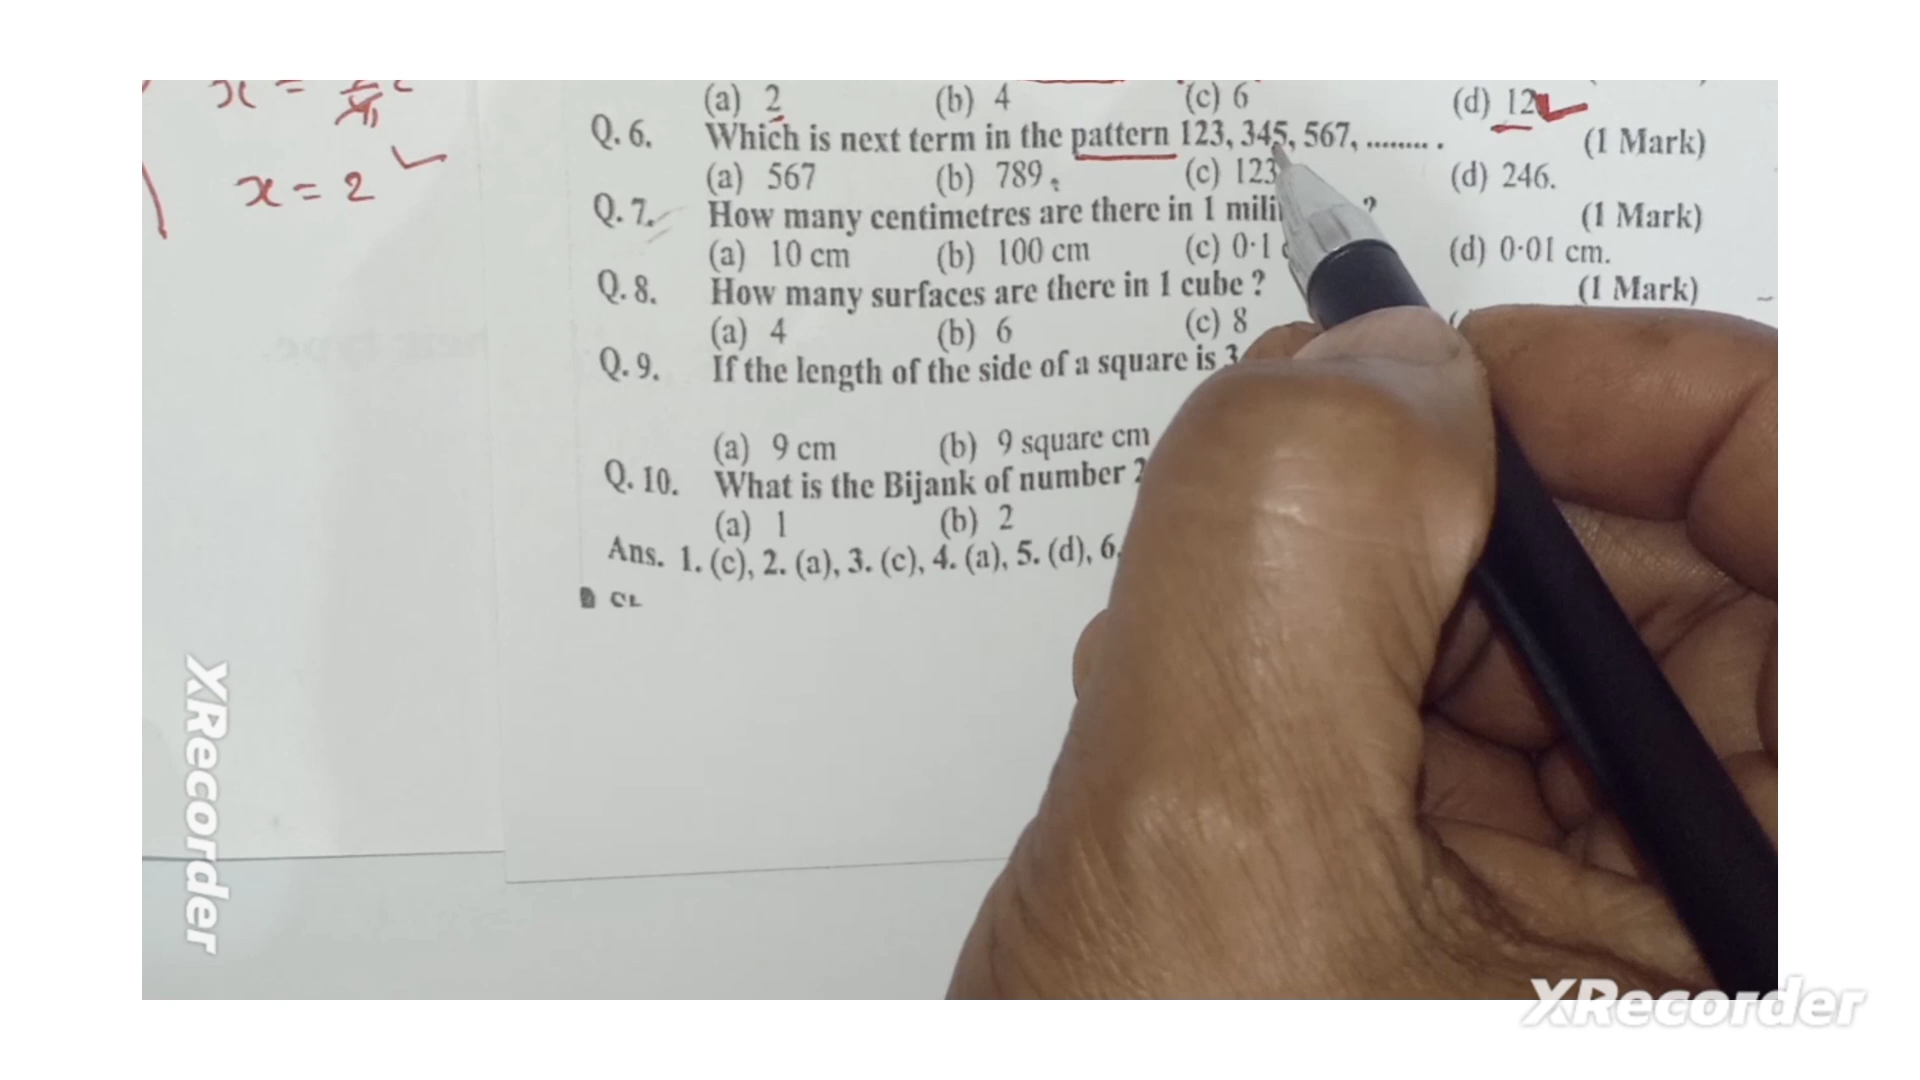 x =
(a) 2 (b) 4 (c) 6 (d) 12
Q. 6. Which is next term in the pattern 123, 345, 567, ........ . (1 Mark)
x = 2
(a) 567 (b) 789. (c) 123 (d) 246.
Q. 7. How many centimetres are there in 1 mili ? (1 Mark)
(a) 10 cm (b) 100 cm (c) 0·1 (d) 0·01 cm.
Q. 8. How many surfaces are there in 1 cube ? (1 Mark)
(a) 4 (b) 6 (c) 8
Q. 9. If the length of the side of a square is 3
(a) 9 cm (b) 9 square cm
Q. 10. What is the Bijank of number
(a) 1 (b) 2
Ans. 1. (c), 2. (a), 3. (c), 4. (a), 5. (d), 6.
XRecorder
XRecorder